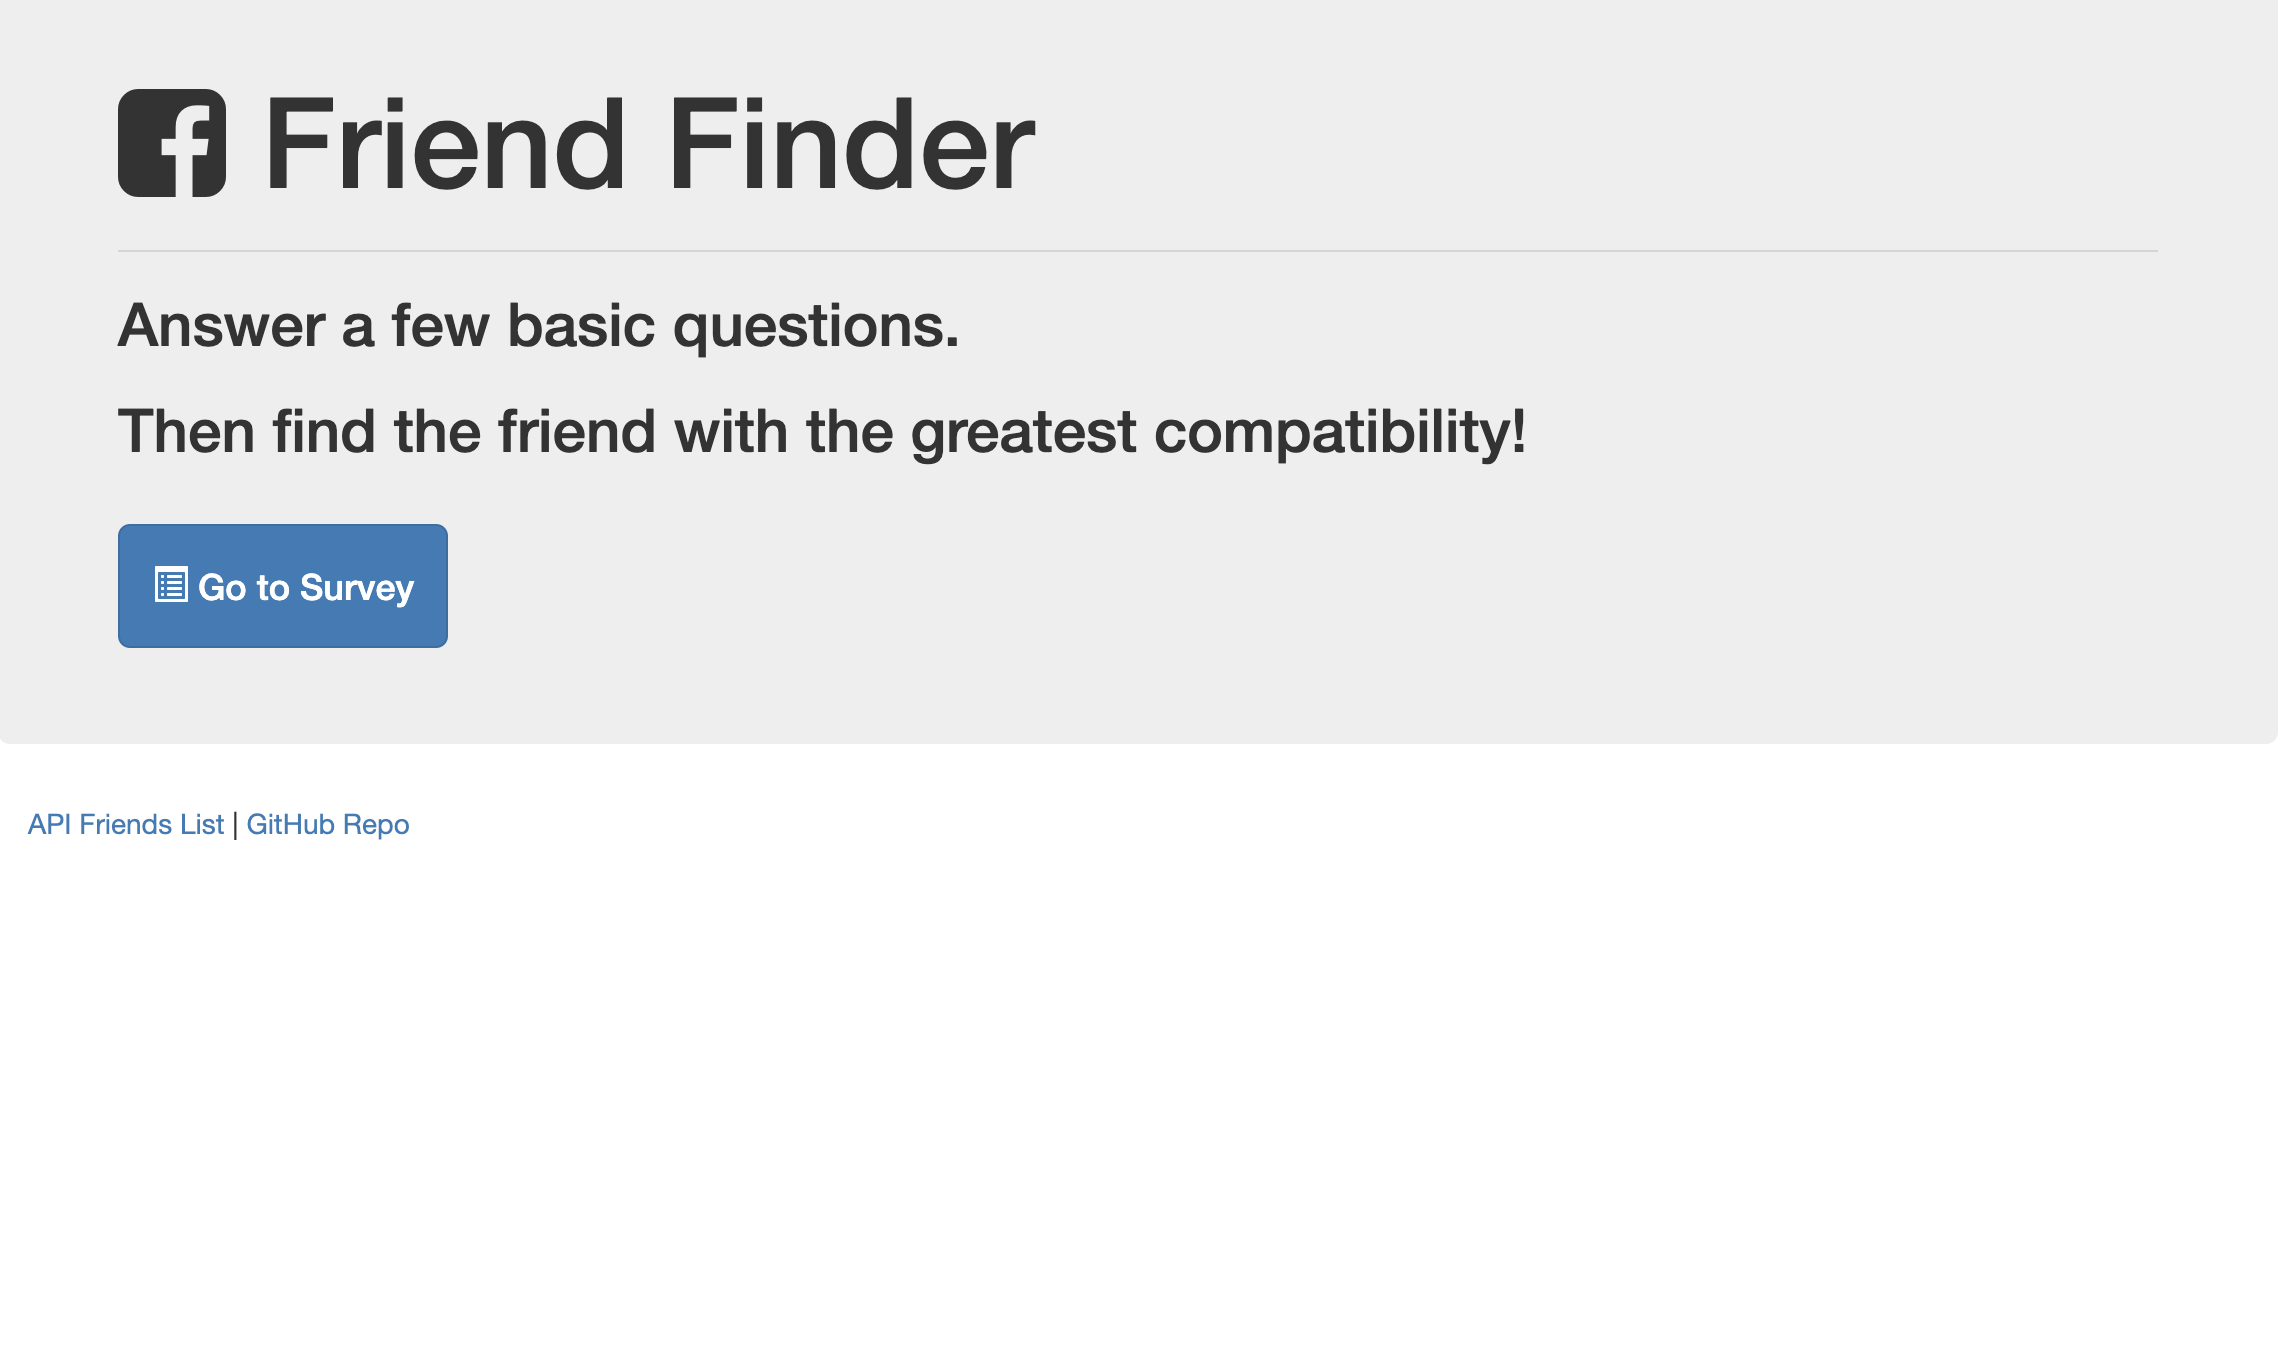 Friend Finder
Answer a few basic questions.
Then find the friend with the greatest compatibility!
Go to Survey
API Friends List | GitHub Repo